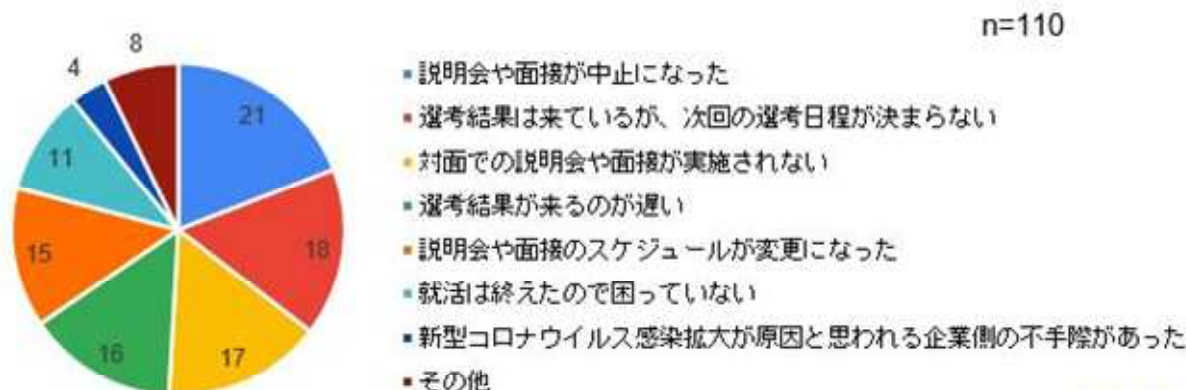 n=110
8
4
21
11
18
15
16
17
説明会や面接が中止になった
選考結果は来ているが、次回の選考日程が決まらない
対面での説明会や面接が実施されない
選考結果が来るのが遅い
説明会や面接のスケジュールが変更になった
就活は終えたので困っていない
新型コロナウイルス感染拡大が原因と思われる企業側の不手際があった
その他